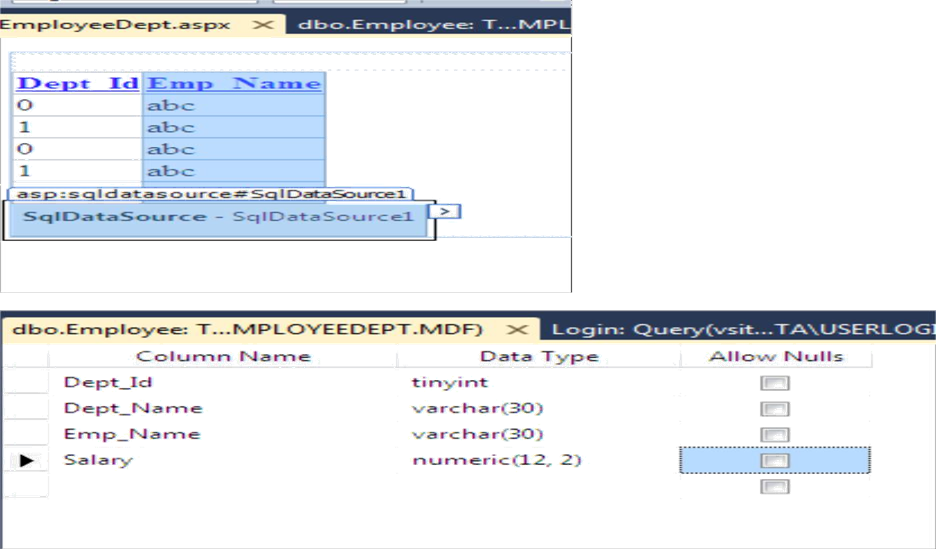 EmployeeDept.aspx × dbo.Employee: T...MPL
Dept_Id Emp_Name
0 abc
1 abc
0 abc
1 abc
asp:sqldatasource#SqlDataSource1
SqlDataSource - SqlDataSource1 >
dbo.Employee: T...MPLOYEEDEPT.MDF) × Login: Query(vsit...TA\USERLOGI
Column Name Data Type Allow Nulls
Dept_Id tinyint
Dept_Name varchar(30)
Emp_Name varchar(30)
Salary numeric(12, 2)